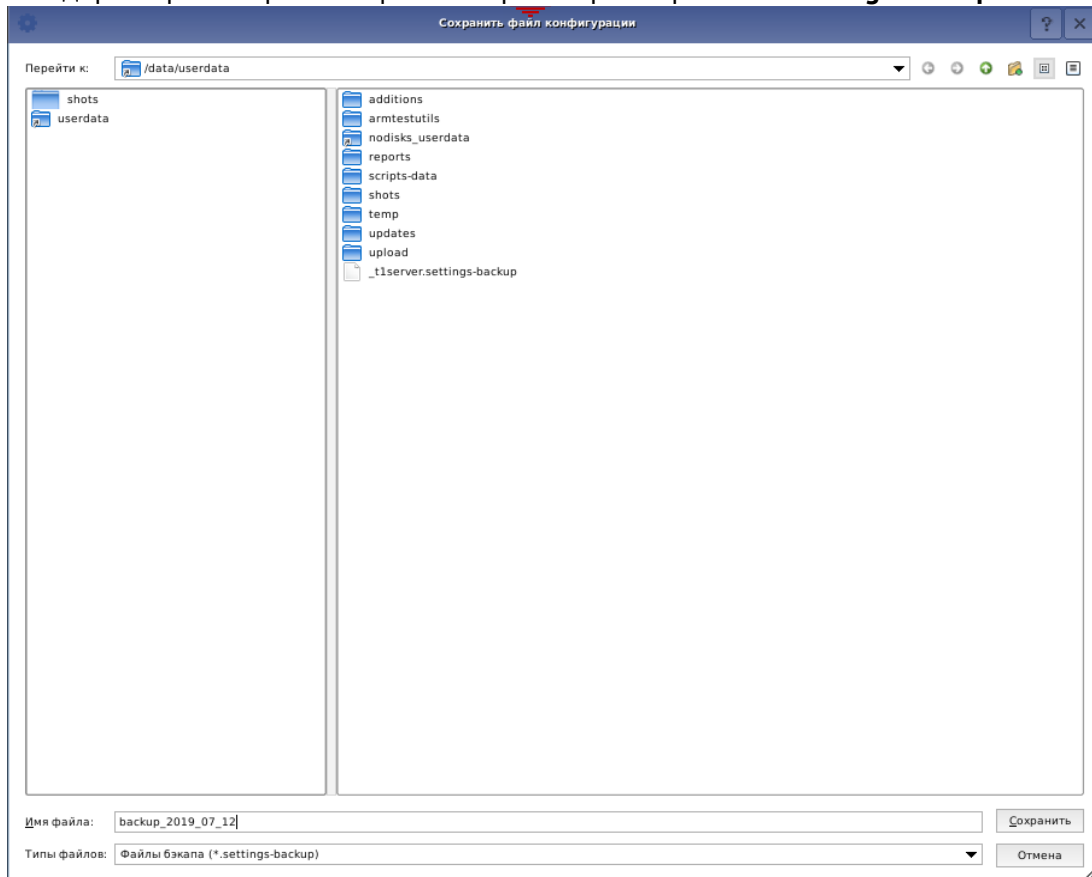 Сохранить файл конфигурации
Перейти к: /data/userdata
shots
userdata
additions
armtestutils
nodisks_userdata
reports
scripts-data
shots
temp
updates
upload
_t1server.settings-backup
Имя файла: backup_2019_07_12 Сохранить
Типы файлов: Файлы бэкапа (*.settings-backup) Отмена